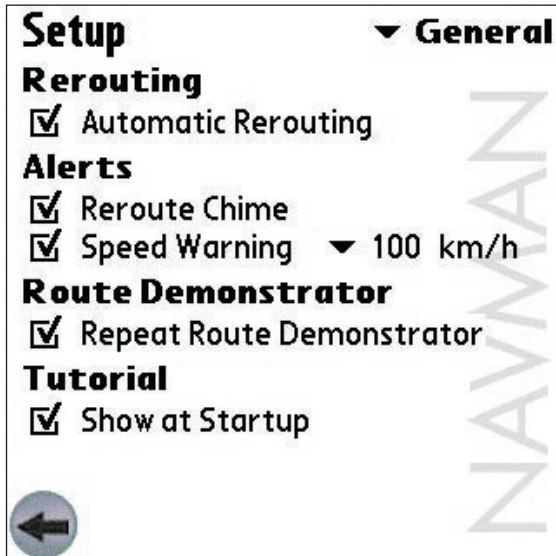 Setup
General
Rerouting
Automatic Rerouting
Alerts
Reroute Chime
Speed Warning 100 km/h
Route Demonstrator
Repeat Route Demonstrator
Tutorial
Show at Startup
NAVMAN